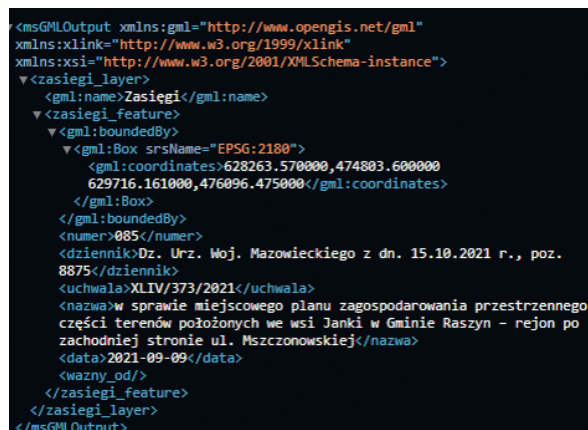 ▼<msGMLOutput xmlns:gml="http://www.opengis.net/gml"
xmlns:xlink="http://www.w3.org/1999/xlink"
xmlns:xsi="http://www.w3.org/2001/XMLSchema-instance">
▼<zasiegi_layer>
<gml:name>Zasięgi</gml:name>
▼<zasiegi_feature>
▼<gml:boundedBy>
▼<gml:Box srsName="EPSG:2180">
<gml:coordinates>628263.570000,474803.600000
629716.161000,476096.475000</gml:coordinates>
</gml:Box>
</gml:boundedBy>
<numer>085</numer>
<dziennik>Dz. Urz. Woj. Mazowieckiego z dn. 15.10.2021 r., poz.
8875</dziennik>
<uchwala>XLIV/373/2021</uchwala>
<nazwa>w sprawie miejscowego planu zagospodarowania przestrzennego
części terenów położonych we wsi Janki w Gminie Raszyn – rejon po
zachodniej stronie ul. Mszczonowskiej</nazwa>
<data>2021-09-09</data>
<wazny_od/>
</zasiegi_feature>
</zasiegi_layer>
</msGMLOutput>